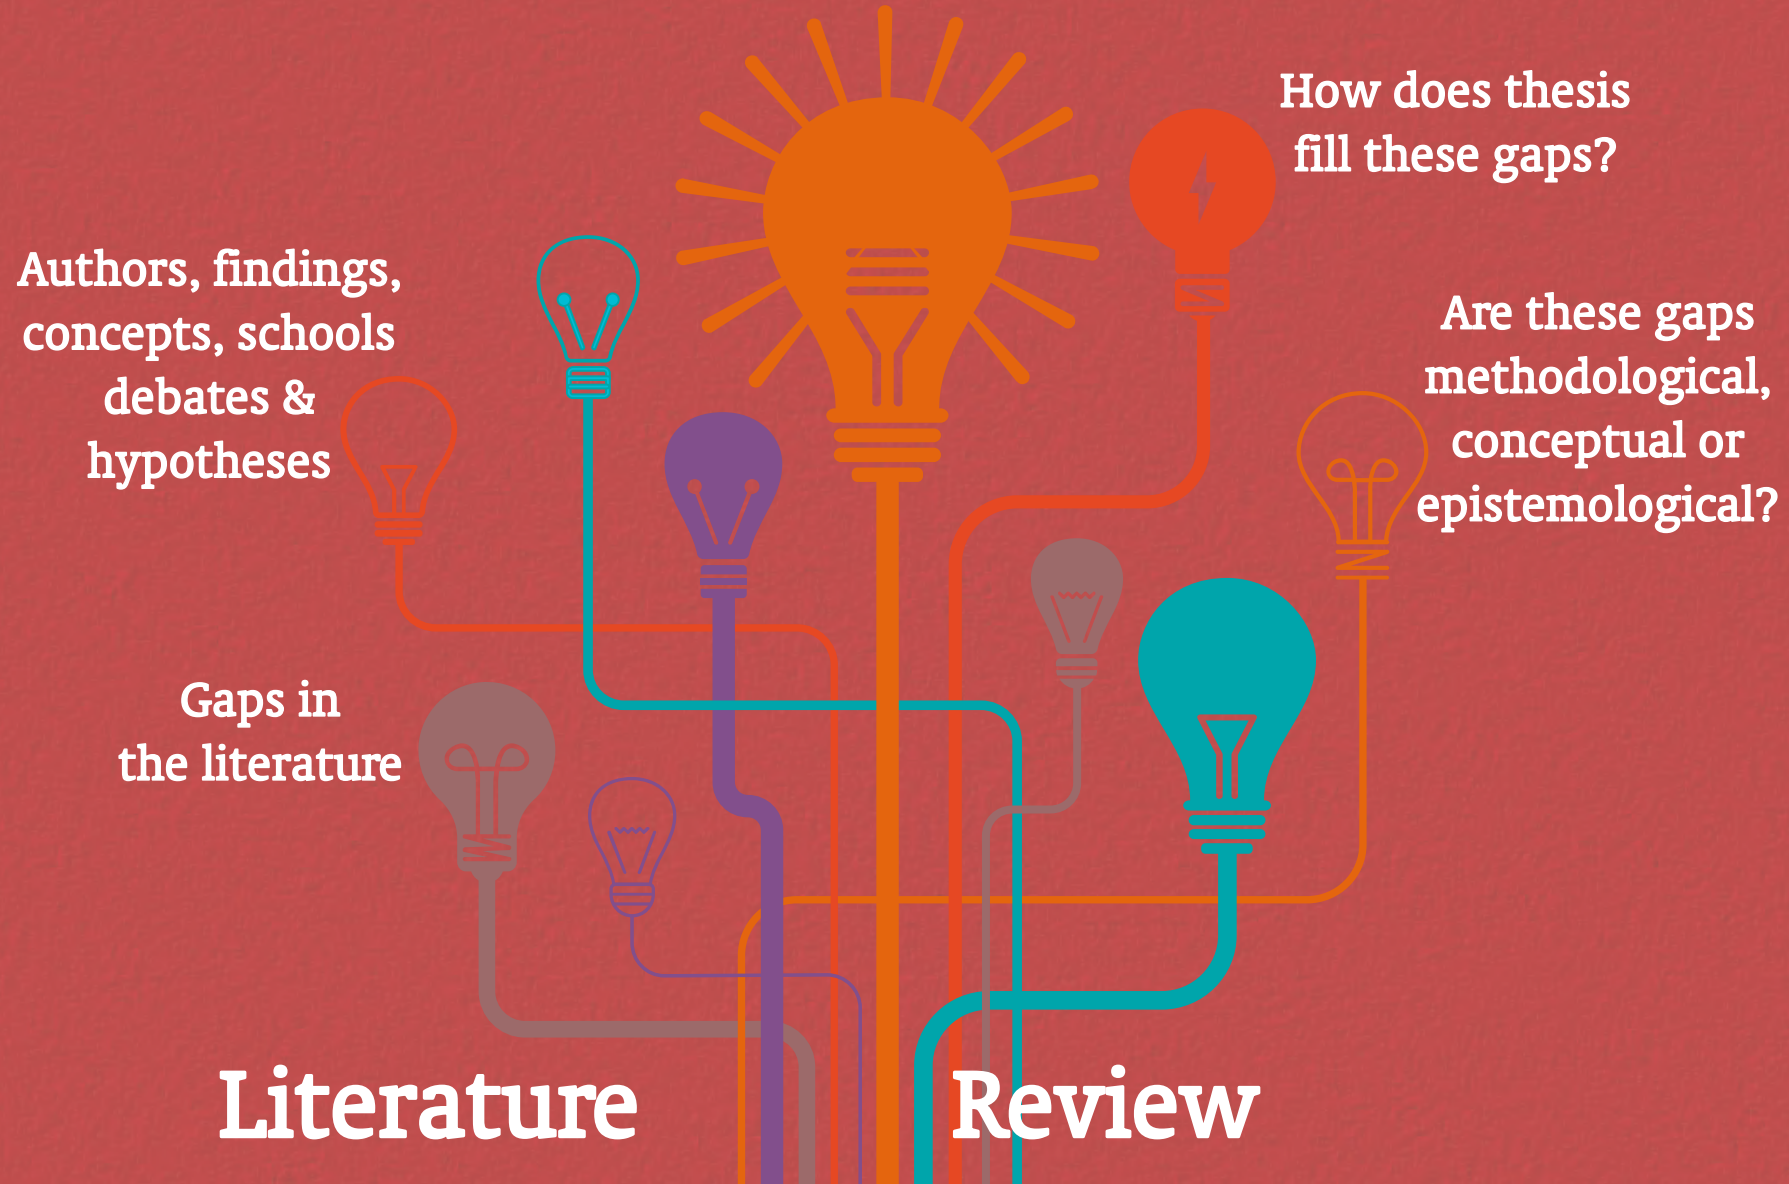 Authors, findings,
concepts, schools
debates &
hypotheses
Gaps in
the literature
How does thesis
fill these gaps?
Are these gaps
methodological,
conceptual or
epistemological?
Literature Review